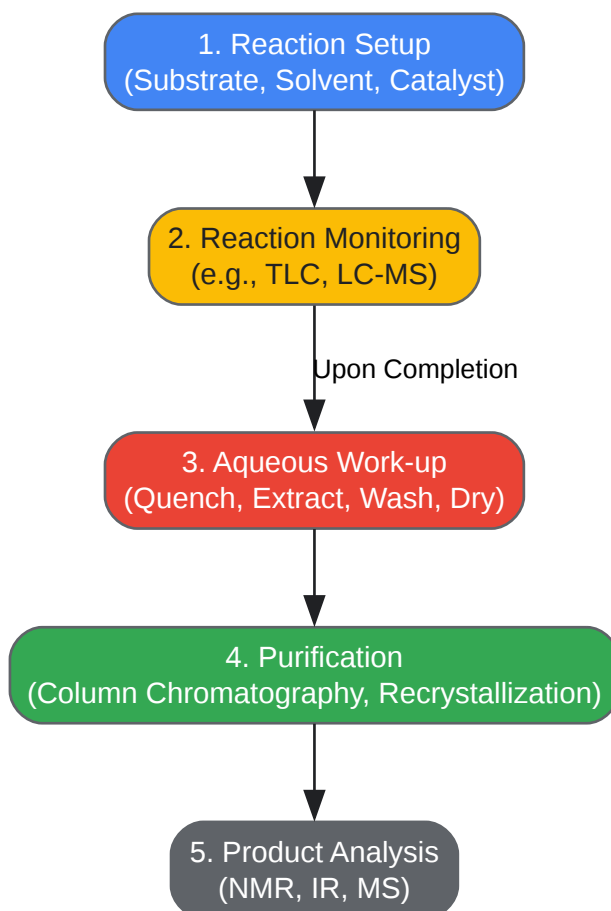 1. Reaction Setup
(Substrate, Solvent, Catalyst)
2. Reaction Monitoring
(e.g., TLC, LC-MS)
Upon Completion
3. Aqueous Work-up
(Quench, Extract, Wash, Dry)
4. Purification
(Column Chromatography, Recrystallization)
5. Product Analysis
(NMR, IR, MS)